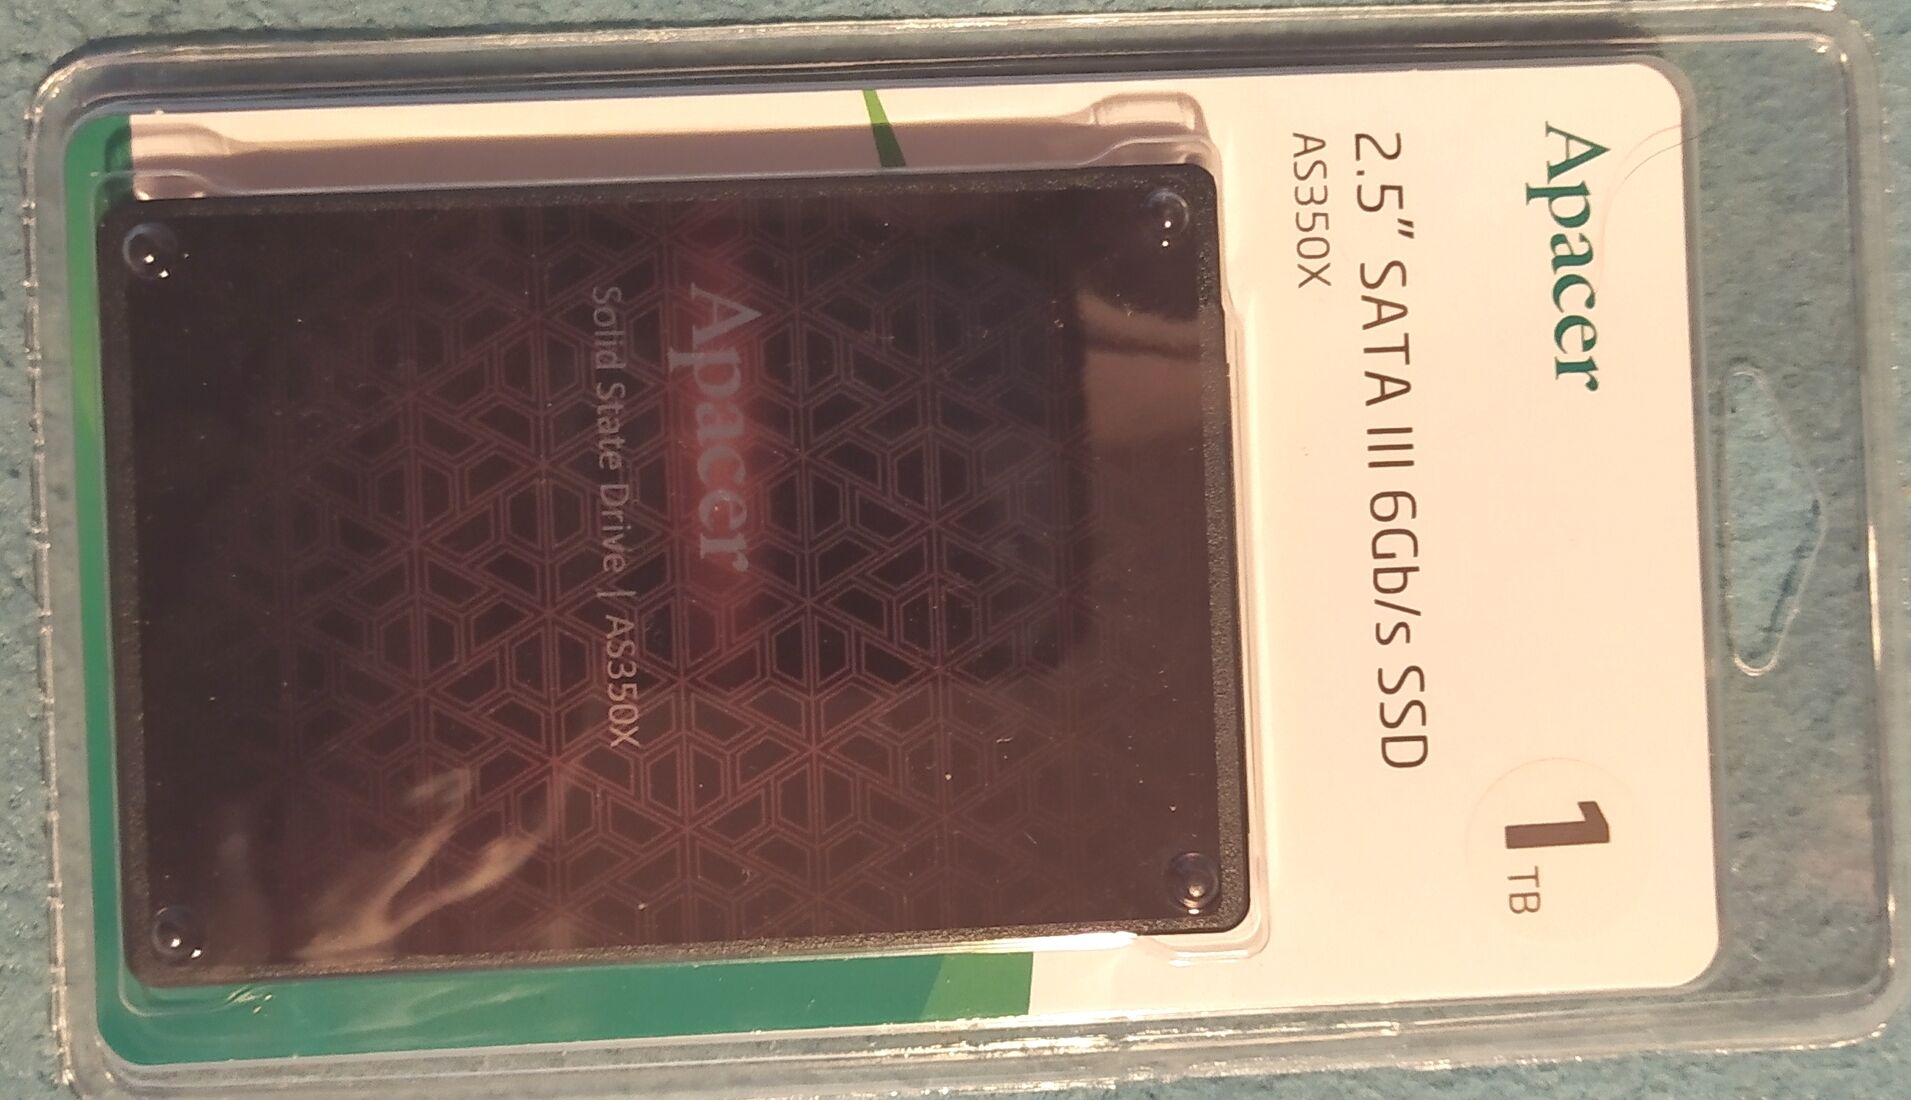 Apacer
1 TB
2.5" SATA III 6Gb/s SSD
AS350X
Apacer
Solid State Drive | AS350X